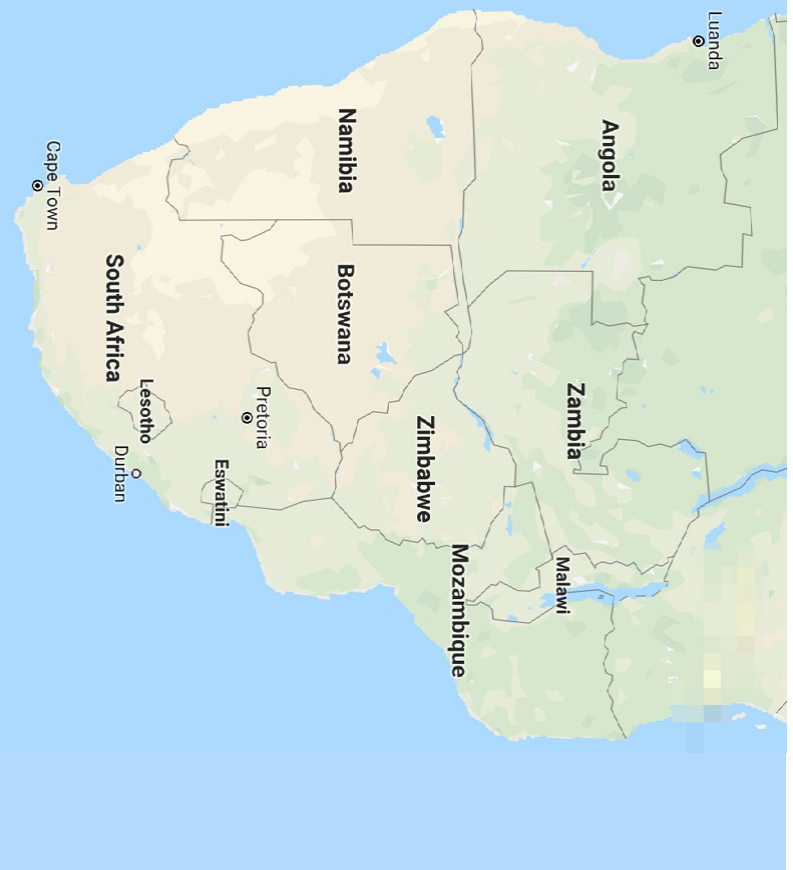 Luanda
Angola
Zambia
Malawi
Mozambique
Zimbabwe
Namibia
Botswana
Pretoria
Eswatini
Lesotho
Durban
South Africa
Cape Town